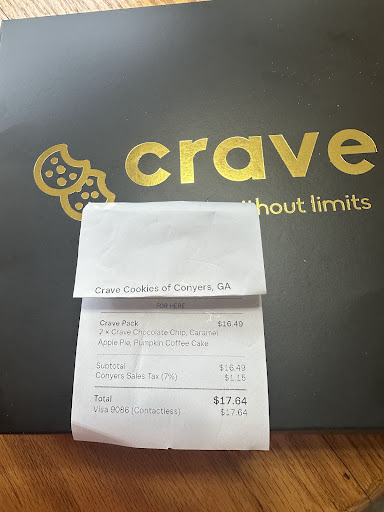 crave
without limits
Crave Cookies of Conyers, GA
FOR HERE
Crave Pack $16.49
2 × Crave Chocolate Chip, Caramel
Apple Pie, Pumpkin Coffee Cake
Subtotal $16.49
Conyers Sales Tax (7%) $1.15
Total $17.64
Visa 9086 (Contactless) $17.64